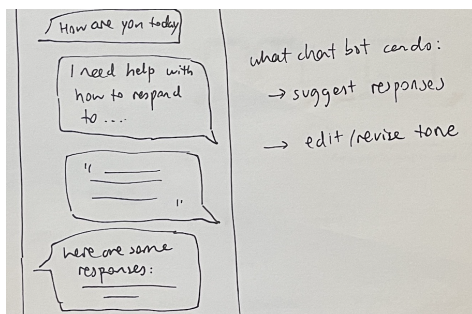 How are you today
I need help with
how to respond
to ....
"
"
here are some
responses:
what chat bot can do:
→ suggest responses
→ edit/revise tone